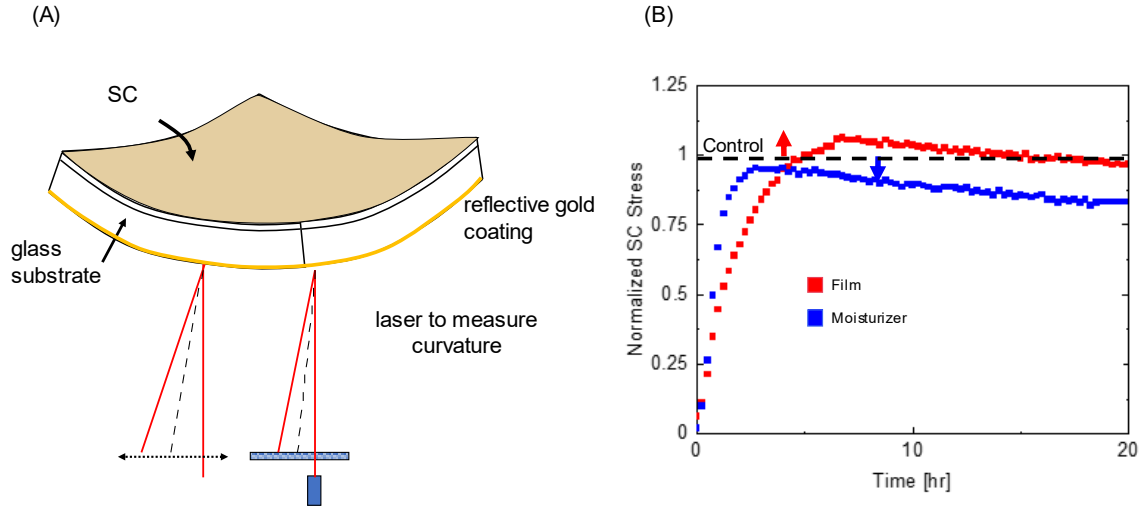 (A)
SC
glass
substrate
reflective gold
coating
laser to measure
curvature
(B)
Normalized SC Stress
1.25
1
0.75
0.5
0.25
0
Control
Film
Moisturizer
0
10
20
Time [hr]